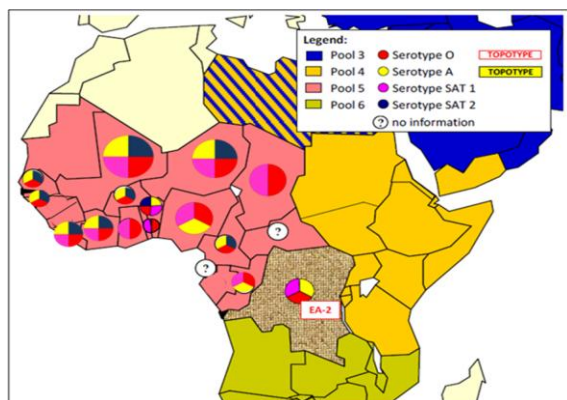 Legend:
Pool 3
Serotype O
TOPOTYPE
Pool 4
Serotype A
TOPOTYPE
Pool 5
Serotype SAT 1
Pool 6
Serotype SAT 2
? no information
?
?
EA-2